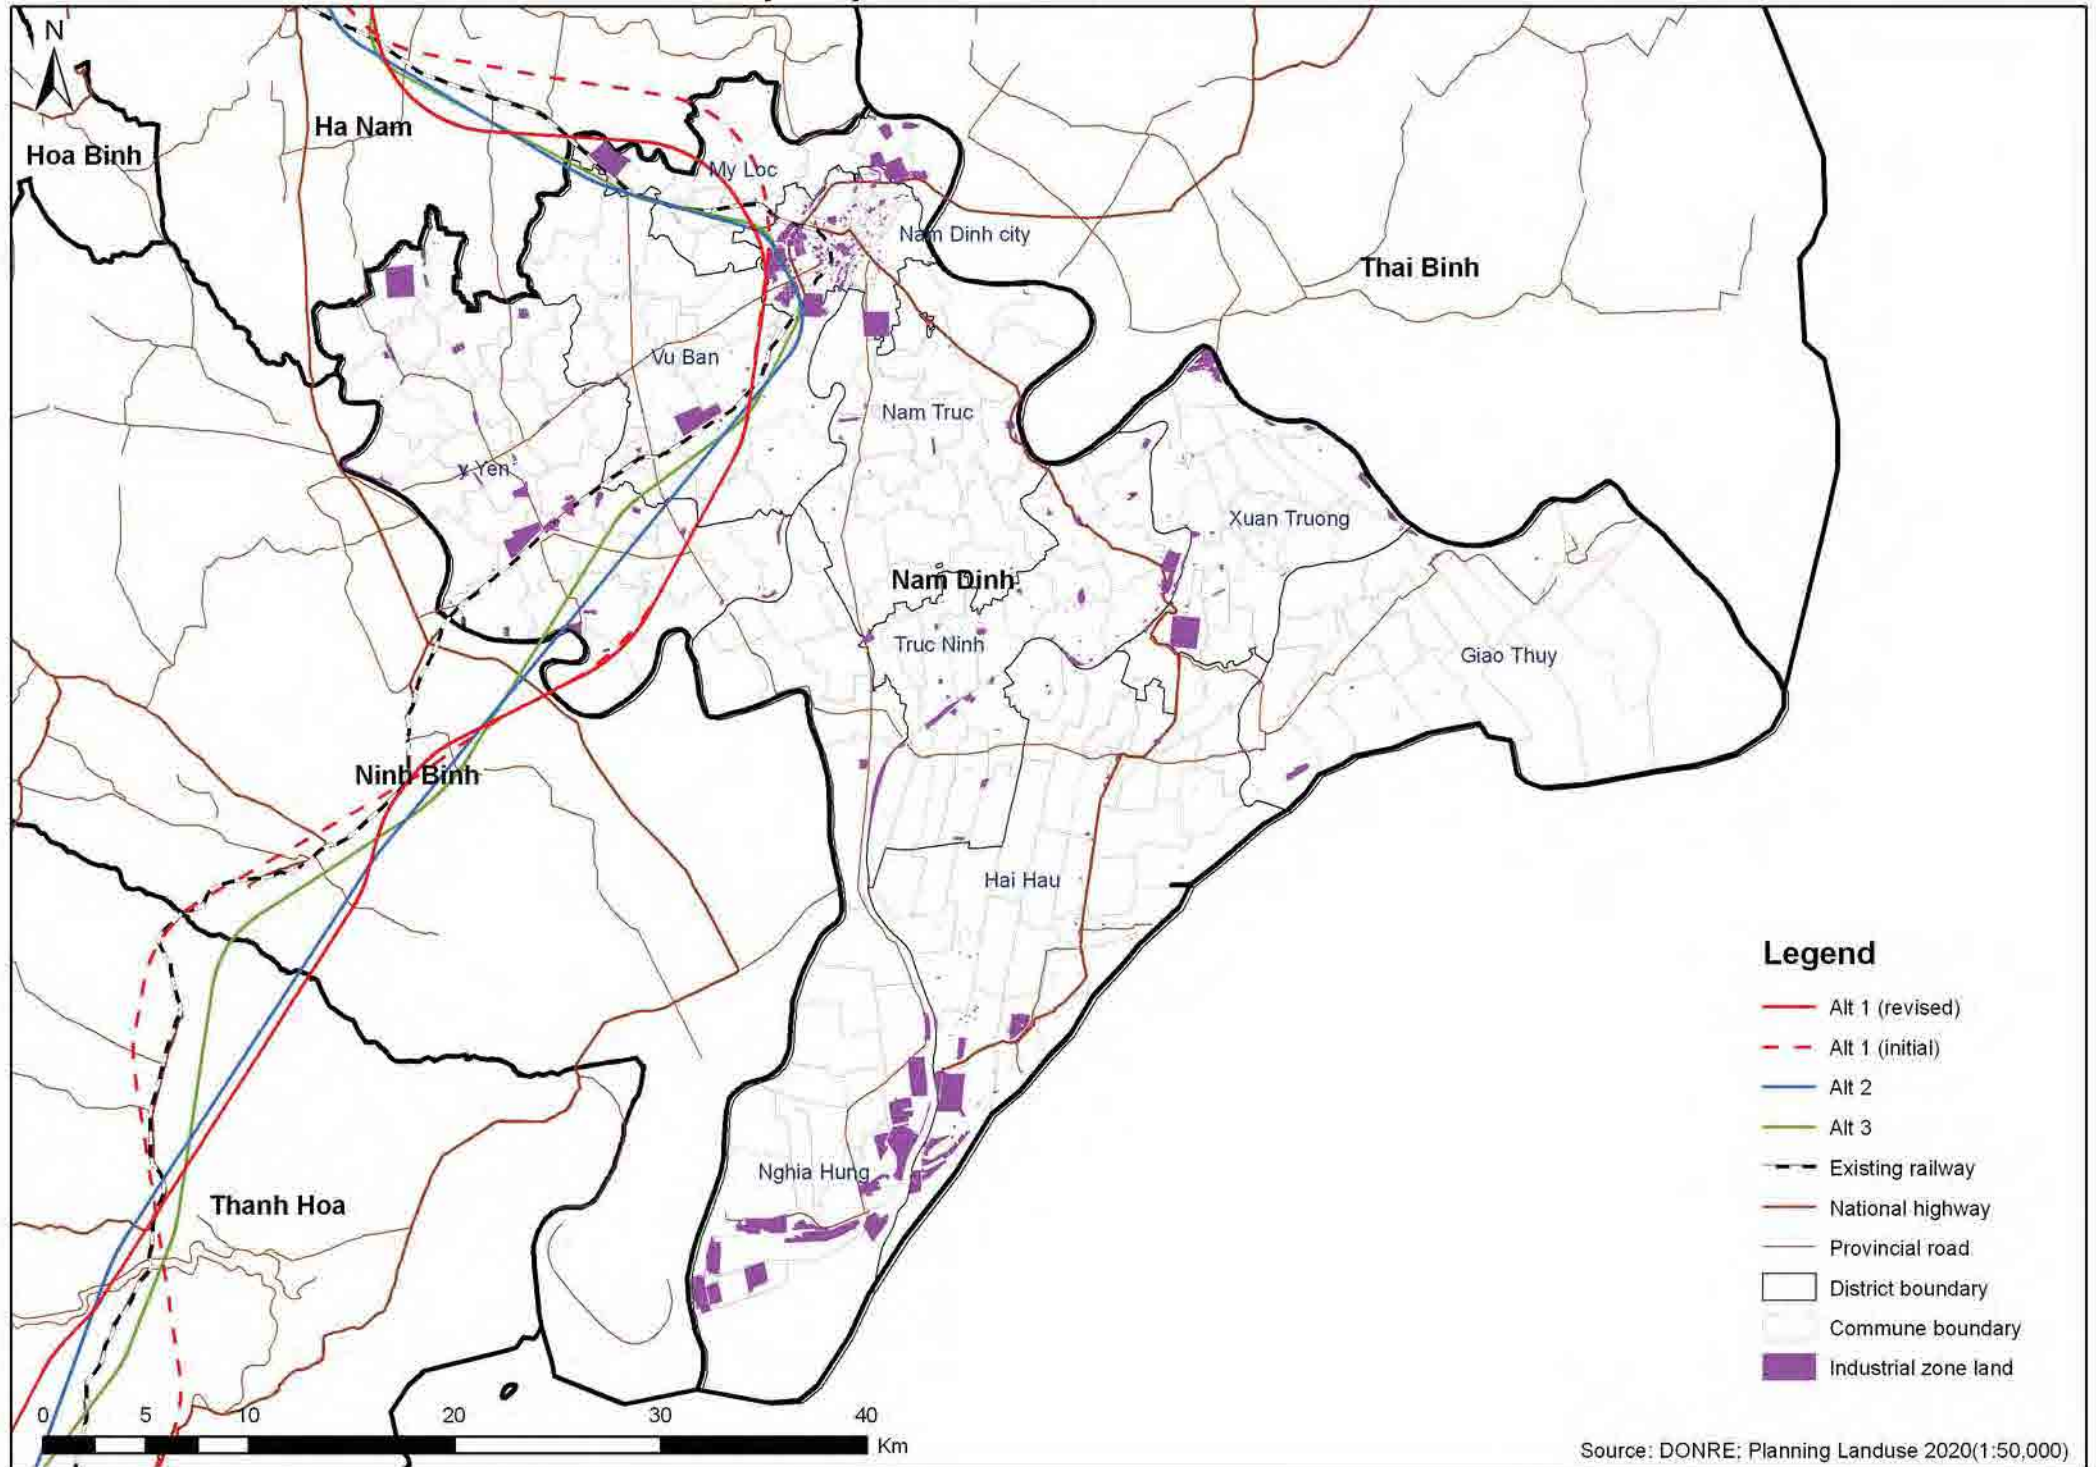 N
Ha Nam
Hoa Binh
My Loc
Nam Dinh city
Thai Binh
Vu Ban
Nam Truc
y Yen
Xuan Truong
Nam Dinh
Truc Ninh
Giao Thuy
Ninh Binh
Hai Hau
Nghia Hung
Thanh Hoa
Legend
Alt 1 (revised)
Alt 1 (initial)
Alt 2
Alt 3
Existing railway
National highway
Provincial road
District boundary
Commune boundary
Industrial zone land
0 5 10 20 30 40
Km
Source: DONRE; Planning Landuse 2020(1:50,000)